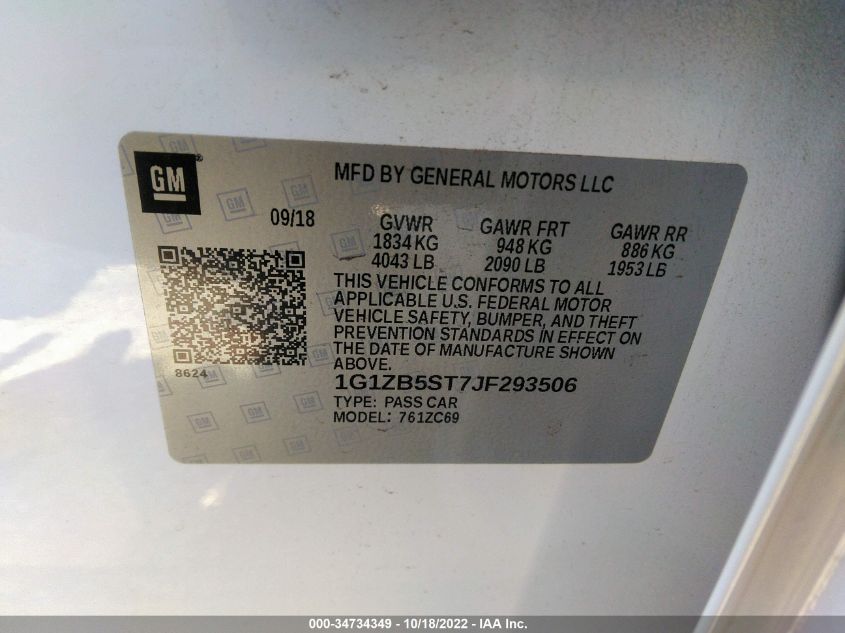 GM
MFD BY GENERAL MOTORS LLC
09/18
GVWR GAWR FRT GAWR RR
1834 KG 948 KG 886 KG
4043 LB 2090 LB 1953 LB
THIS VEHICLE CONFORMS TO ALL
APPLICABLE U.S. FEDERAL MOTOR
VEHICLE SAFETY, BUMPER, AND THEFT
PREVENTION STANDARDS IN EFFECT ON
THE DATE OF MANUFACTURE SHOWN
ABOVE.
8624
1G1ZB5ST7JF293506
TYPE: PASS CAR
MODEL: 761ZC69
000-34734349 | 10/18/2022 - IAA Inc.